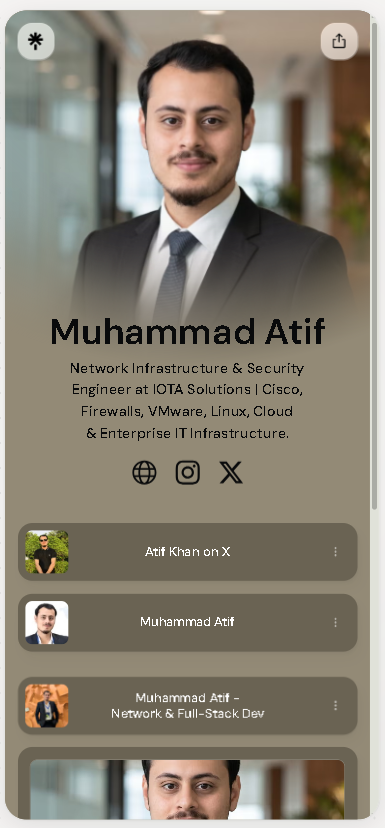 Muhammad Atif
Network Infrastructure & Security
Engineer at IOTA Solutions | Cisco,
Firewalls, VMware, Linux, Cloud
& Enterprise IT Infrastructure.
Atif Khan on X
Muhammad Atif
Muhammad Atif -
Network & Full-Stack Dev